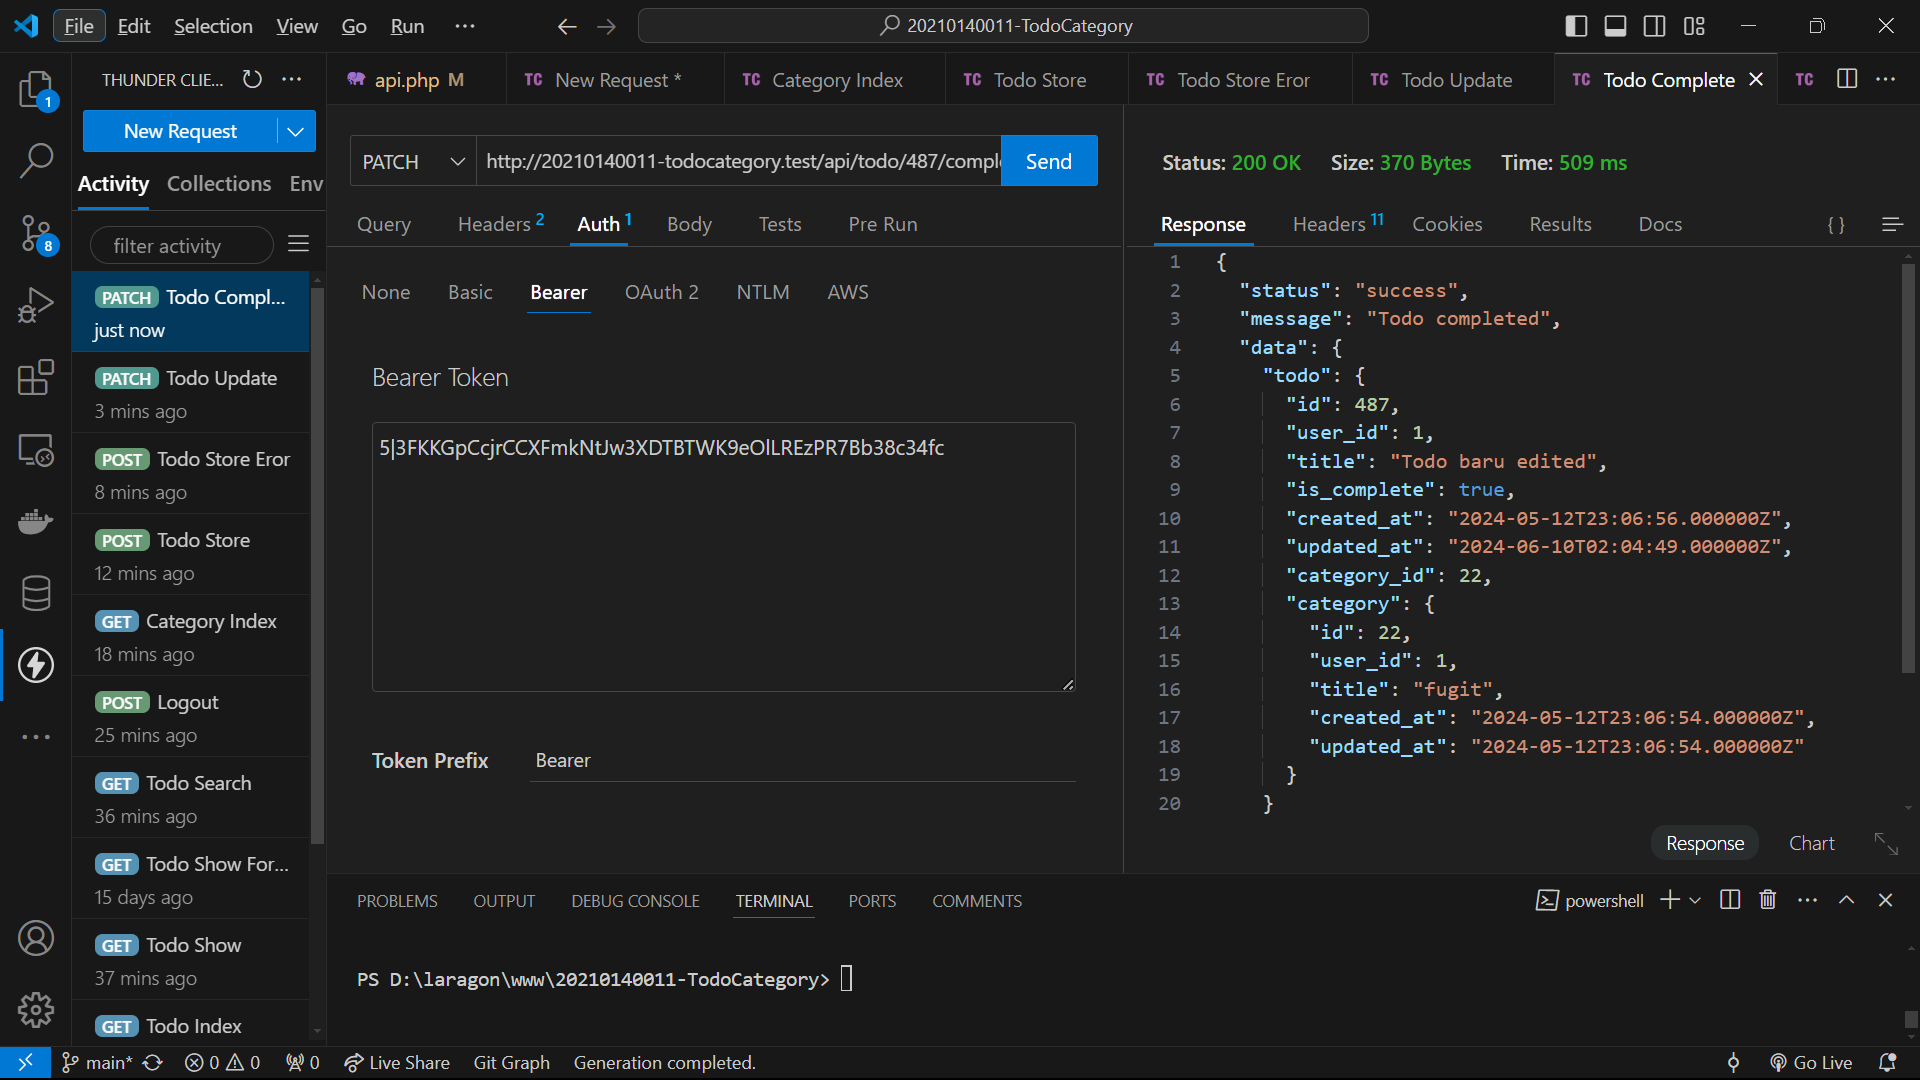 File Edit Selection View Go Run ··· 20210140011-TodoCategory
THUNDER CLIE... ···
api.php M TC New Request * TC Category Index TC Todo Store TC Todo Store Eror TC Todo Update TC Todo Complete TC ···
1
New Request
PATCH http://20210140011-todocategory.test/api/todo/487/compl Send
Status: 200 OK Size: 370 Bytes Time: 509 ms
Activity Collections Env
Query Headers 2 Auth 1 Body Tests Pre Run
Response Headers 11 Cookies Results Docs {}
8
filter activity
None Basic Bearer OAuth 2 NTLM AWS
PATCH Todo Compl...
just now
PATCH Todo Update
3 mins ago
POST Todo Store Eror
8 mins ago
POST Todo Store
12 mins ago
GET Category Index
18 mins ago
POST Logout
25 mins ago
GET Todo Search
36 mins ago
GET Todo Show For...
15 days ago
GET Todo Show
37 mins ago
GET Todo Index
Bearer Token
5|3FKKGpCcjrCCXFmkNtJw3XDTBTWK9eOlLREzPR7Bb38c34fc
Token Prefix Bearer
1 {
2 "status": "success",
3 "message": "Todo completed",
4 "data": {
5 "todo": {
6 "id": 487,
7 "user_id": 1,
8 "title": "Todo baru edited",
9 "is_complete": true,
10 "created_at": "2024-05-12T23:06:56.000000Z",
11 "updated_at": "2024-06-10T02:04:49.000000Z",
12 "category_id": 22,
13 "category": {
14 "id": 22,
15 "user_id": 1,
16 "title": "fugit",
17 "created_at": "2024-05-12T23:06:54.000000Z",
18 "updated_at": "2024-05-12T23:06:54.000000Z"
19 }
20 }
Response Chart
PROBLEMS OUTPUT DEBUG CONSOLE TERMINAL PORTS COMMENTS powershell ···
PS D:\laragon\www\20210140011-TodoCategory>
main* 0 0 0 Live Share Git Graph Generation completed. Go Live